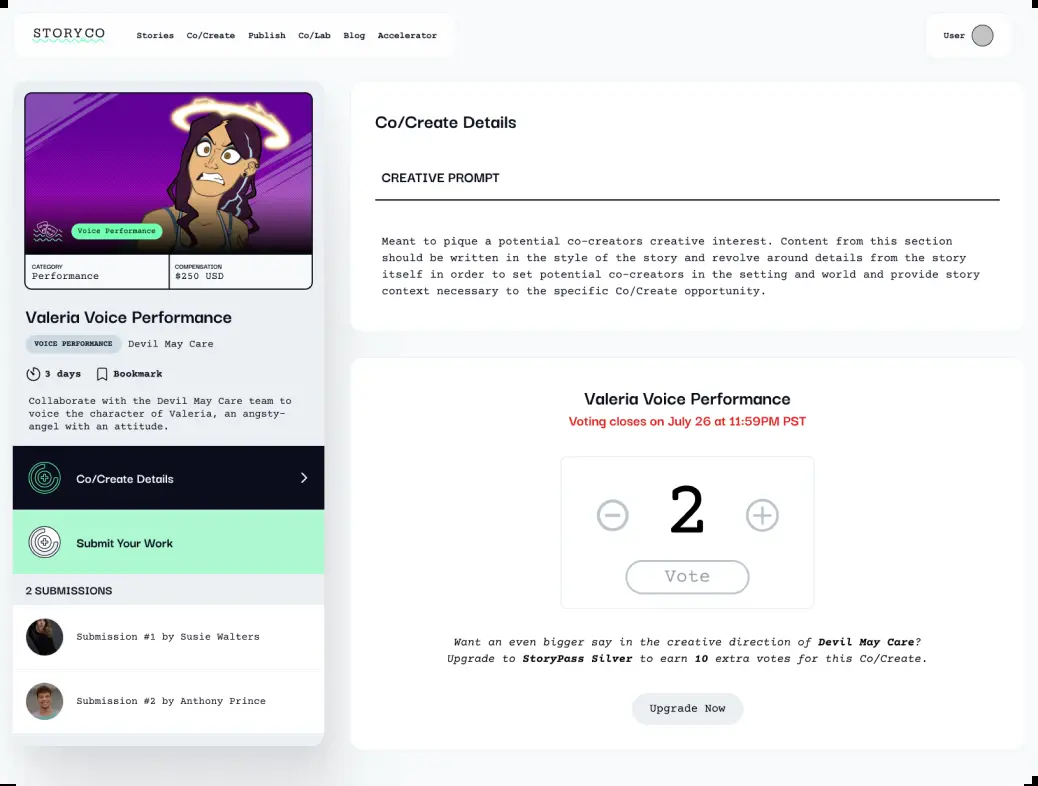 STORYCO
Stories Co/Create Publish Co/Lab Blog Accelerator
User
Voice Performance
CATEGORY
Performance
COMPENSATION
$250 USD
Valeria Voice Performance
VOICE PERFORMANCE Devil May Care
3 days Bookmark
Collaborate with the Devil May Care team to
voice the character of Valeria, an angsty-
angel with an attitude.
Co/Create Details
Submit Your Work
2 SUBMISSIONS
Submission #1 by Susie Walters
Submission #2 by Anthony Prince
Co/Create Details
CREATIVE PROMPT
Meant to pique a potential co-creators creative interest. Content from this section
should be written in the style of the story and revolve around details from the story
itself in order to set potential co-creators in the setting and world and provide story
context necessary to the specific Co/Create opportunity.
Valeria Voice Performance
Voting closes on July 26 at 11:59PM PST
2
Vote
Want an even bigger say in the creative direction of Devil May Care?
Upgrade to StoryPass Silver to earn 10 extra votes for this Co/Create.
Upgrade Now